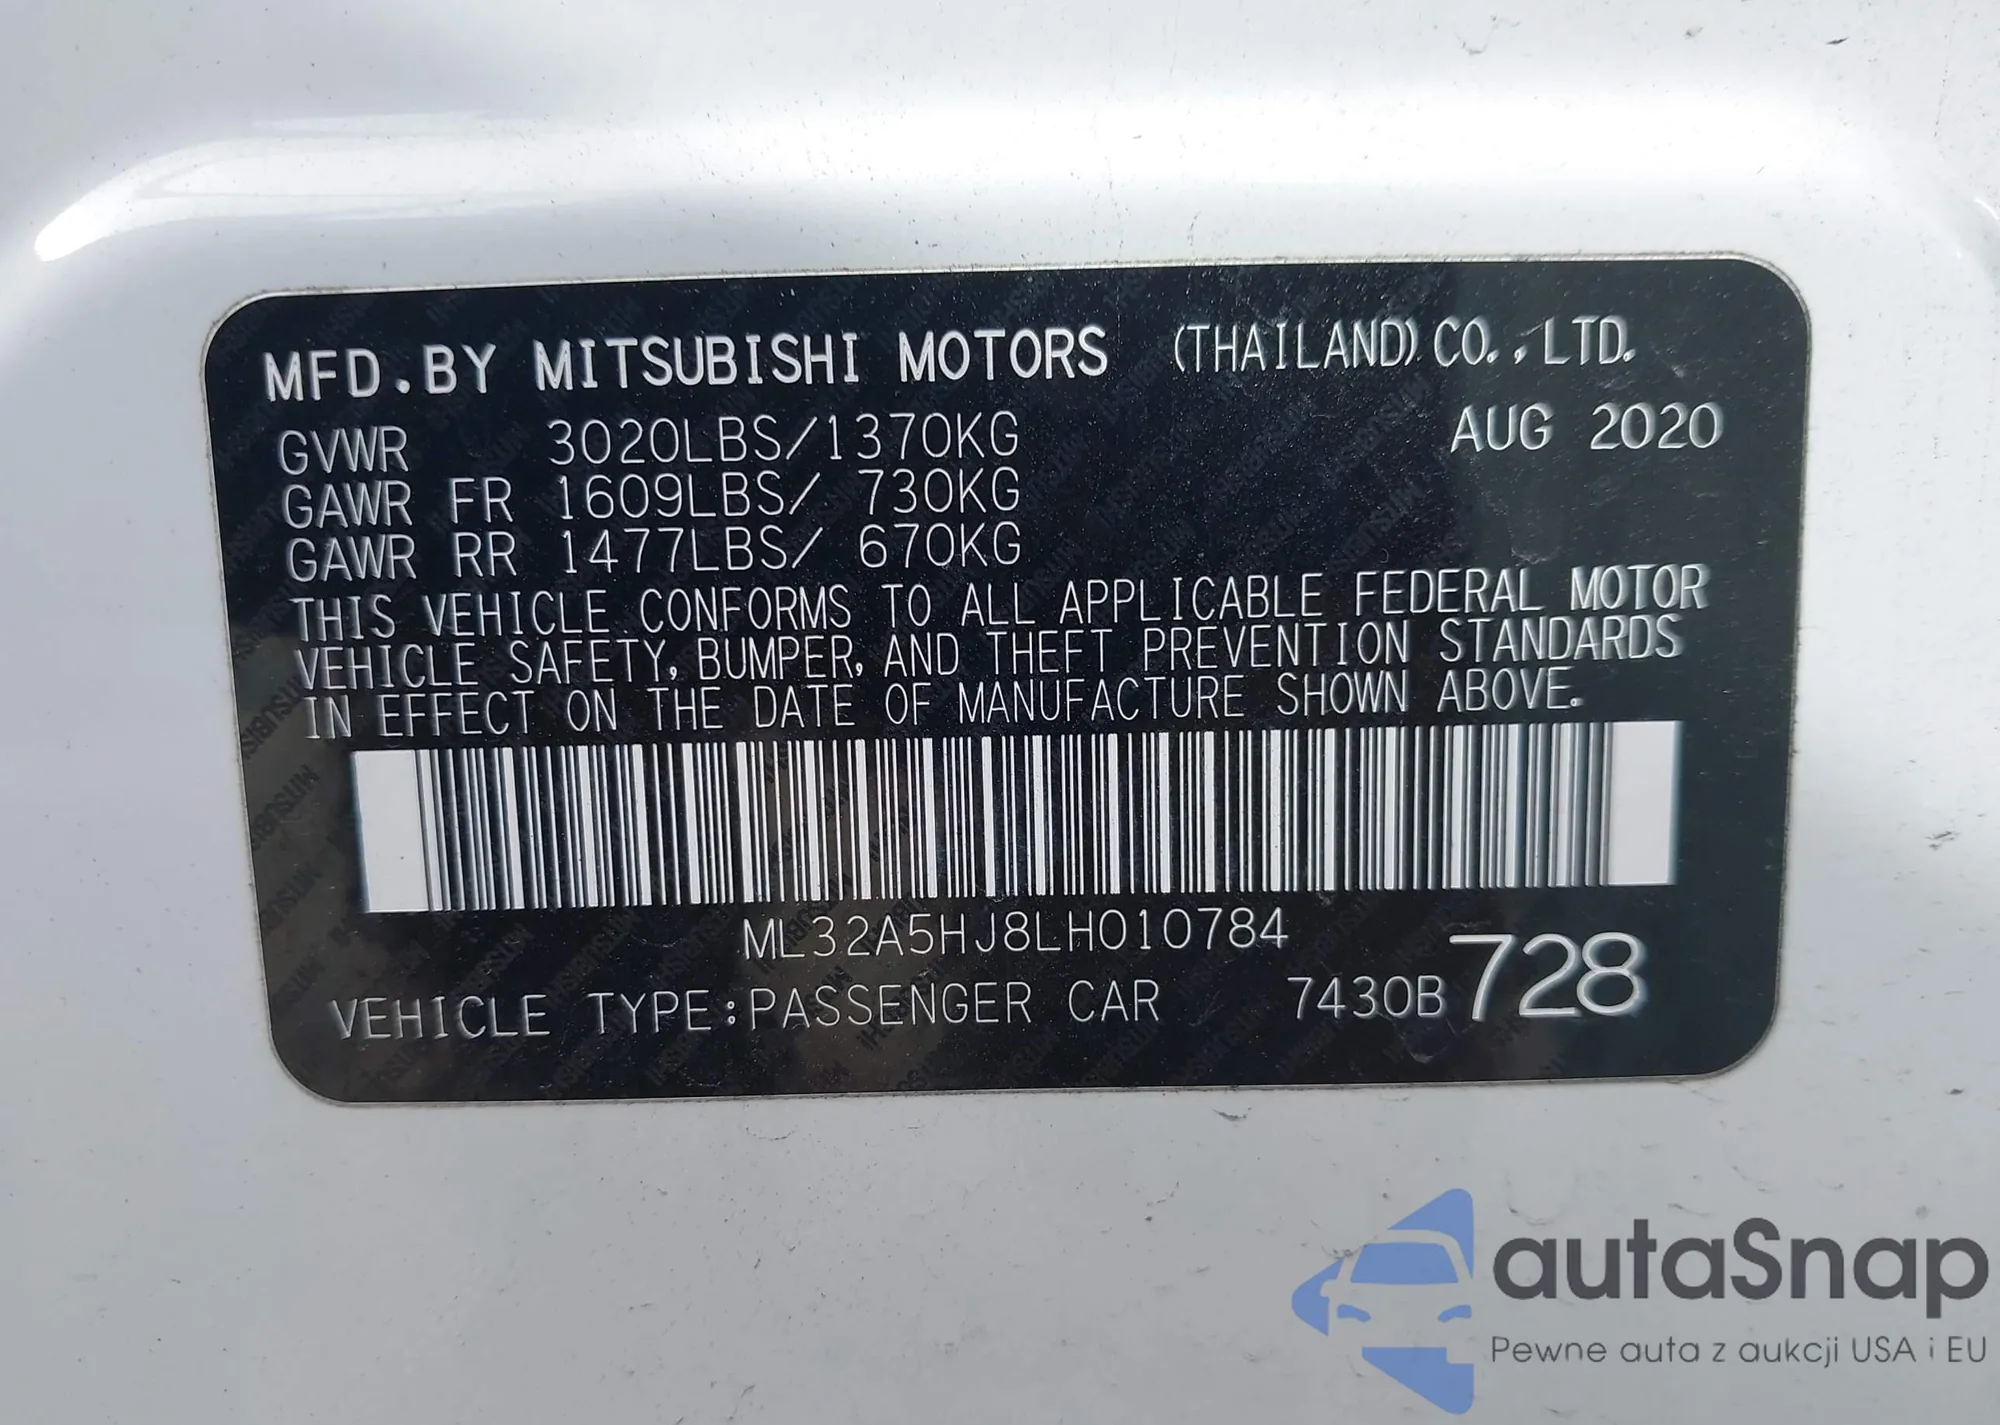 MFD.BY MITSUBISHI MOTORS (THAILAND) CO.,LTD.
GVWR 3020LBS/1370KG AUG 2020
GAWR FR 1609LBS/ 730KG
GAWR RR 1477LBS/ 670KG
THIS VEHICLE CONFORMS TO ALL APPLICABLE FEDERAL MOTOR
VEHICLE SAFETY, BUMPER, AND THEFT PREVENTION STANDARDS
IN EFFECT ON THE DATE OF MANUFACTURE SHOWN ABOVE.
ML32A5HJ8LH010784
VEHICLE TYPE:PASSENGER CAR 7430B 728
autaSnap
Pewne auta z aukcji USA i EU